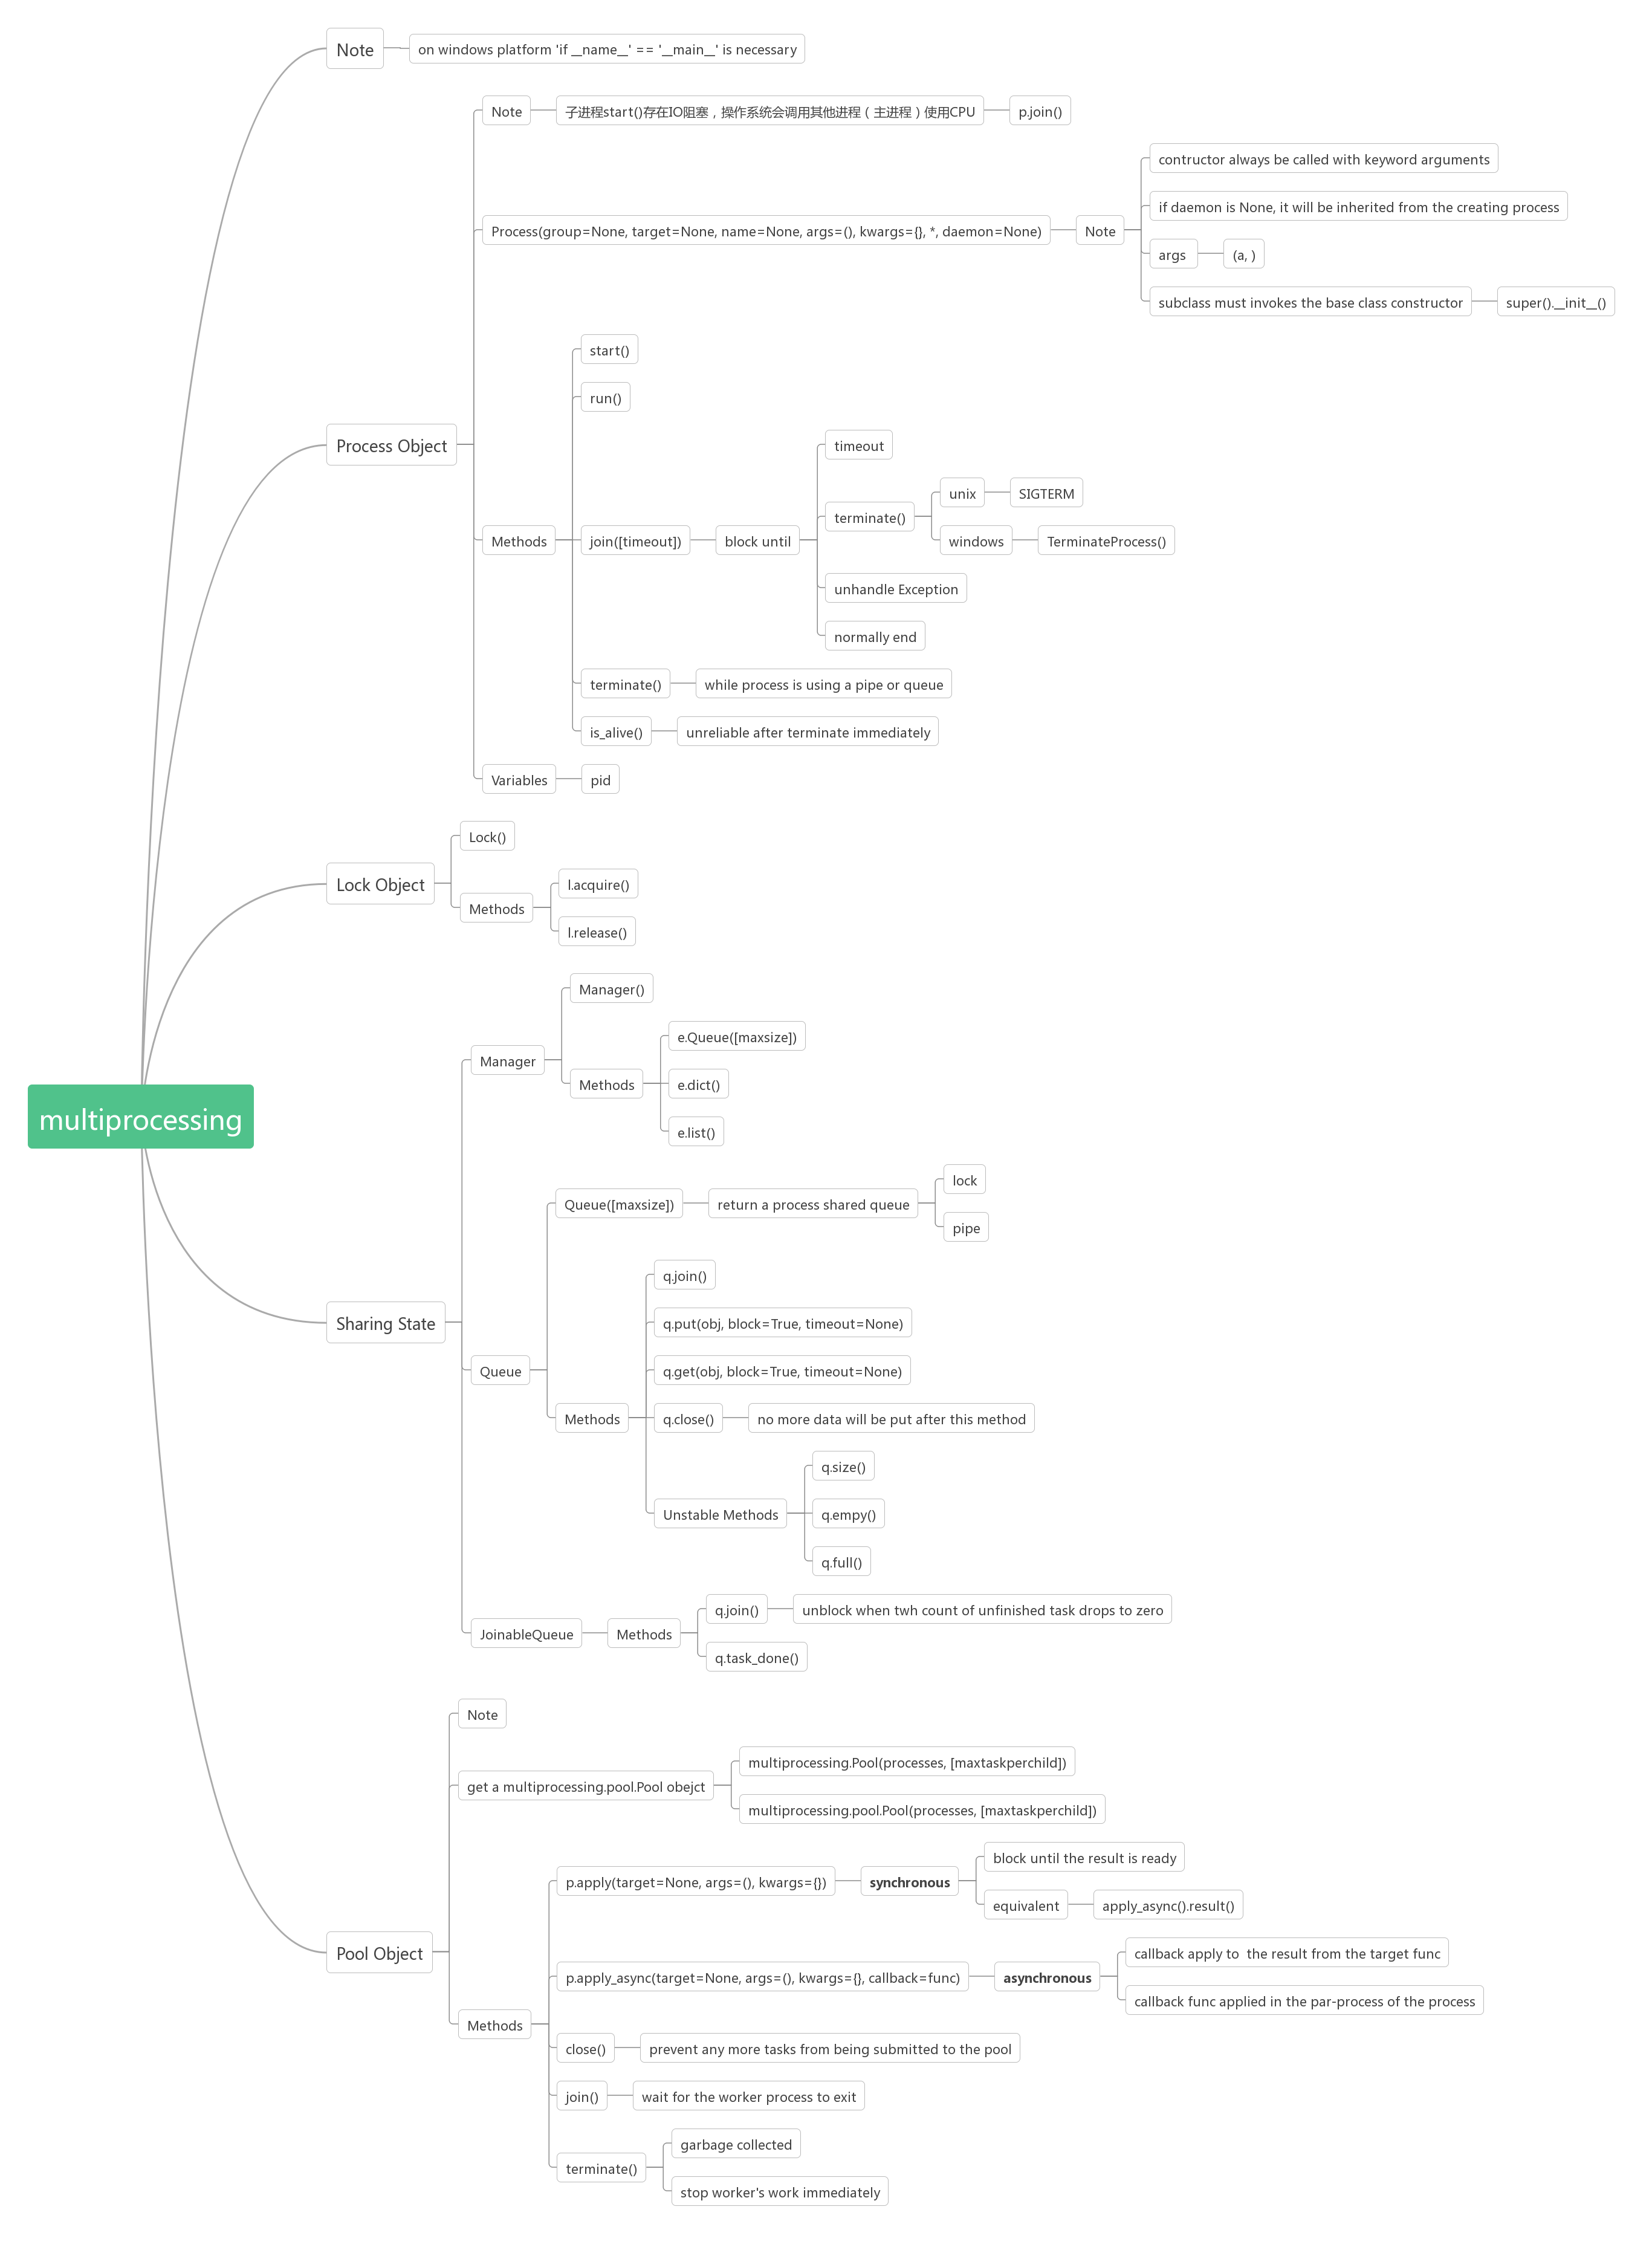 Note
on windows platform 'if __name__' == '__main__' is necessary
Note
子进程start()存在IO阻塞，操作系统会调用其他进程（主进程）使用CPU
p.join()
contructor always be called with keyword arguments
if daemon is None, it will be inherited from the creating process
Process(group=None, target=None, name=None, args=(), kwargs={}, *, daemon=None)
Note
args
(a, )
subclass must invokes the base class constructor
super().__init__()
start()
run()
Process Object
timeout
unix
SIGTERM
terminate()
Methods
join([timeout])
block until
windows
TerminateProcess()
unhandle Exception
normally end
terminate()
while process is using a pipe or queue
is_alive()
unreliable after terminate immediately
Variables
pid
Lock()
Lock Object
l.acquire()
Methods
l.release()
Manager()
Manager
e.Queue([maxsize])
Methods
e.dict()
e.list()
multiprocessing
lock
Queue([maxsize])
return a process shared queue
pipe
q.join()
Sharing State
q.put(obj, block=True, timeout=None)
Queue
q.get(obj, block=True, timeout=None)
Methods
q.close()
no more data will be put after this method
q.size()
Unstable Methods
q.empy()
q.full()
q.join()
unblock when twh count of unfinished task drops to zero
JoinableQueue
Methods
q.task_done()
Note
multiprocessing.Pool(processes, [maxtaskperchild])
get a multiprocessing.pool.Pool obejct
multiprocessing.pool.Pool(processes, [maxtaskperchild])
block until the result is ready
p.apply(target=None, args=(), kwargs={})
synchronous
equivalent
apply_async().result()
Pool Object
callback apply to  the result from the target func
p.apply_async(target=None, args=(), kwargs={}, callback=func)
asynchronous
callback func applied in the par-process of the process
Methods
close()
prevent any more tasks from being submitted to the pool
join()
wait for the worker process to exit
garbage collected
terminate()
stop worker's work immediately